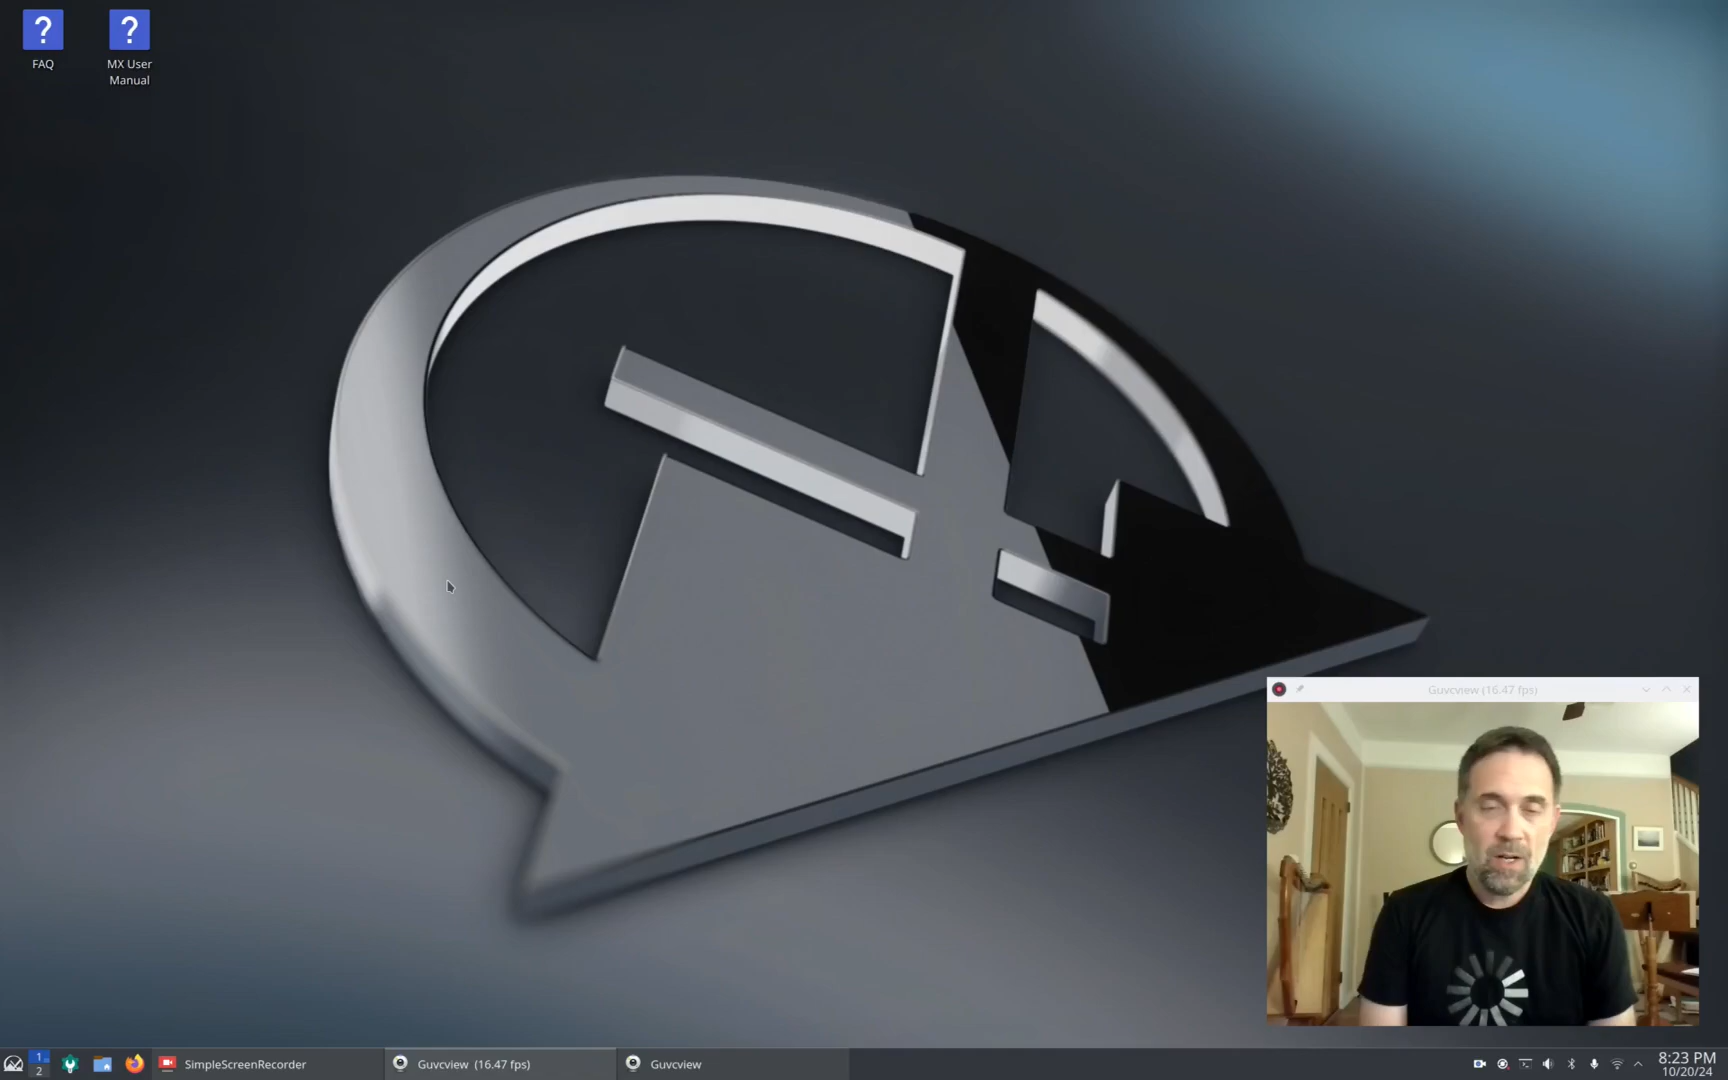 FAQ
MX User
Manual
Guvcview (16.47 fps)
1
2
SimpleScreenRecorder
Guvcview (16.47 fps)
Guvcview
8:23 PM
10/20/24